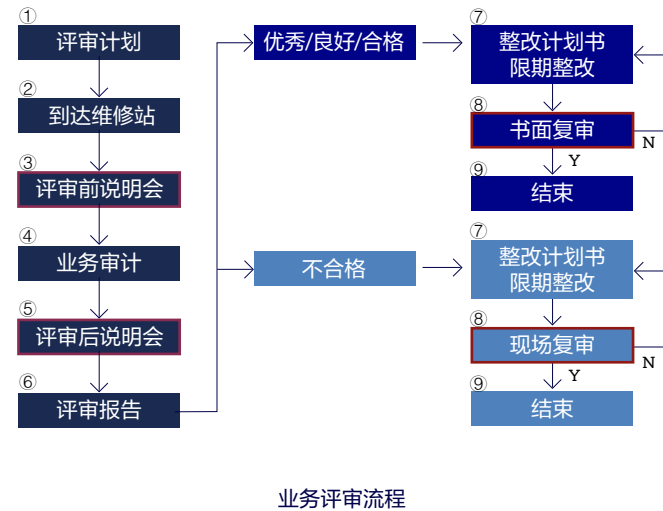 ①
评审计划
②
到达维修站
③
评审前说明会
④
业务审计
⑤
评审后说明会
⑥
评审报告
优秀/良好/合格
⑦
整改计划书
限期整改
⑧
书面复审
N
Y
⑨
结束
不合格
⑦
整改计划书
限期整改
⑧
现场复审
N
Y
⑨
结束
业务评审流程